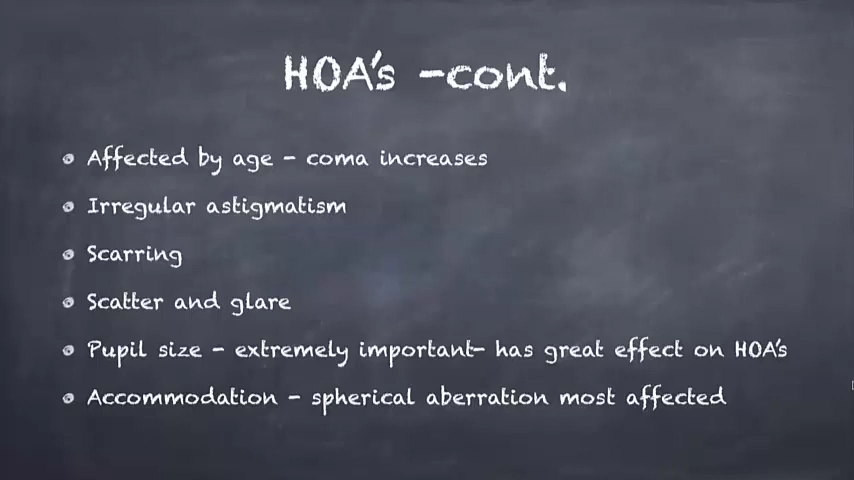 HOA's -cont.
Affected by age - coma increases
Irregular astigmatism
Scarring
Scatter and glare
Pupil size - extremely important- has great effect on HOA's
Accommodation - spherical aberration most affected